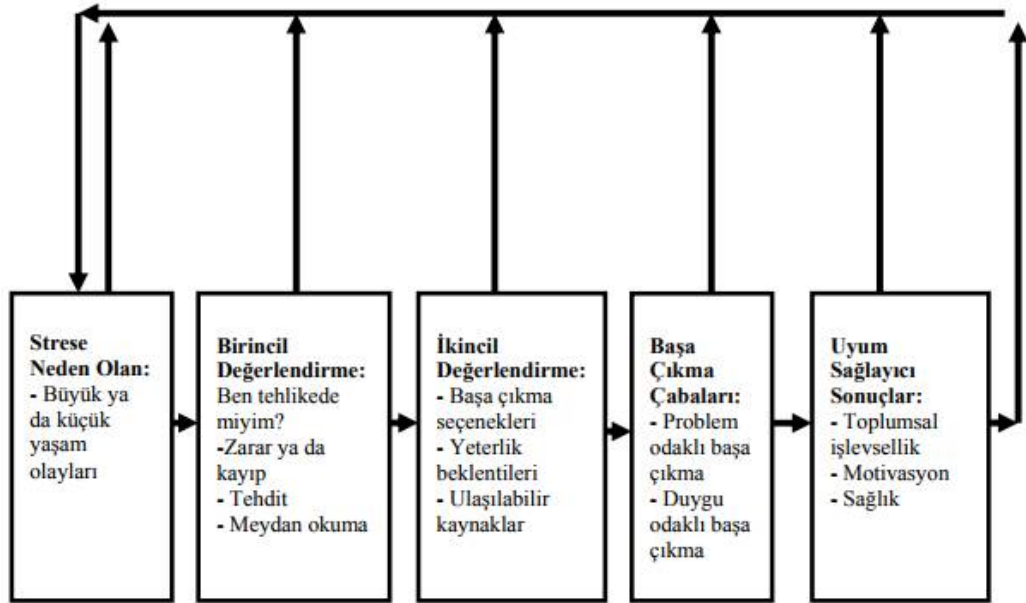 Strese
Neden Olan:
- Büyük ya
da küçük
yaşam
olayları
Birincil
Değerlendirme:
Ben tehlikede
miyim?
-Zarar ya da
kayıp
- Tehdit
- Meydan okuma
İkincil
Değerlendirme:
- Başa çıkma
seçenekleri
- Yeterlik
beklentileri
- Ulaşılabilir
kaynaklar
Başa
Çıkma
Çabaları:
- Problem
odaklı başa
çıkma
- Duygu
odaklı başa
çıkma
Uyum
Sağlayıcı
Sonuçlar:
- Toplumsal
işlevsellik
- Motivasyon
- Sağlık